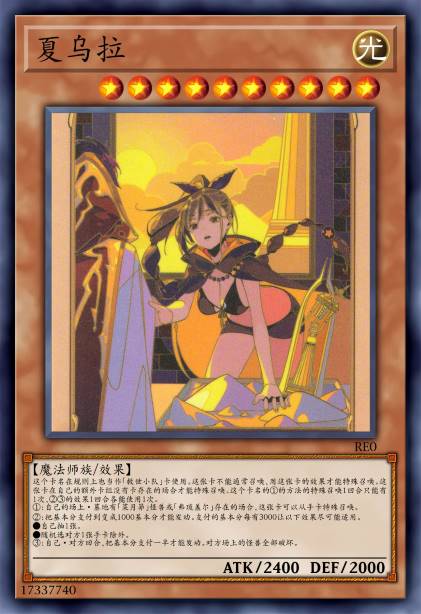 夏乌拉
光
RE0
【魔法师族/效果】
这个卡名在规则上也当作「救世小队」卡使用。这张卡不能通常召唤，用这张卡的效果才能特殊召唤。这
张卡在自己的额外卡组没有卡存在的场合才能特殊召唤。这个卡名的①的方法的特殊召唤1回合只能有
1次，②③的效果1回合各能使用1次。
①：自己的场上·墓地有「菜月昴」怪兽或「弗琉盖尔」存在的场合，这张卡可以从手卡特殊召唤。
②：把基本分支付到变成1000基本分才能发动。支付的基本分每有3000让以下效果尽可能适用。
●自己抽1张。
●随机选对方1张手卡除外。
③：自己·对方回合，把基本分支付一半才能发动。对方场上的怪兽全部破坏。
ATK/2400 DEF/2000
17337740